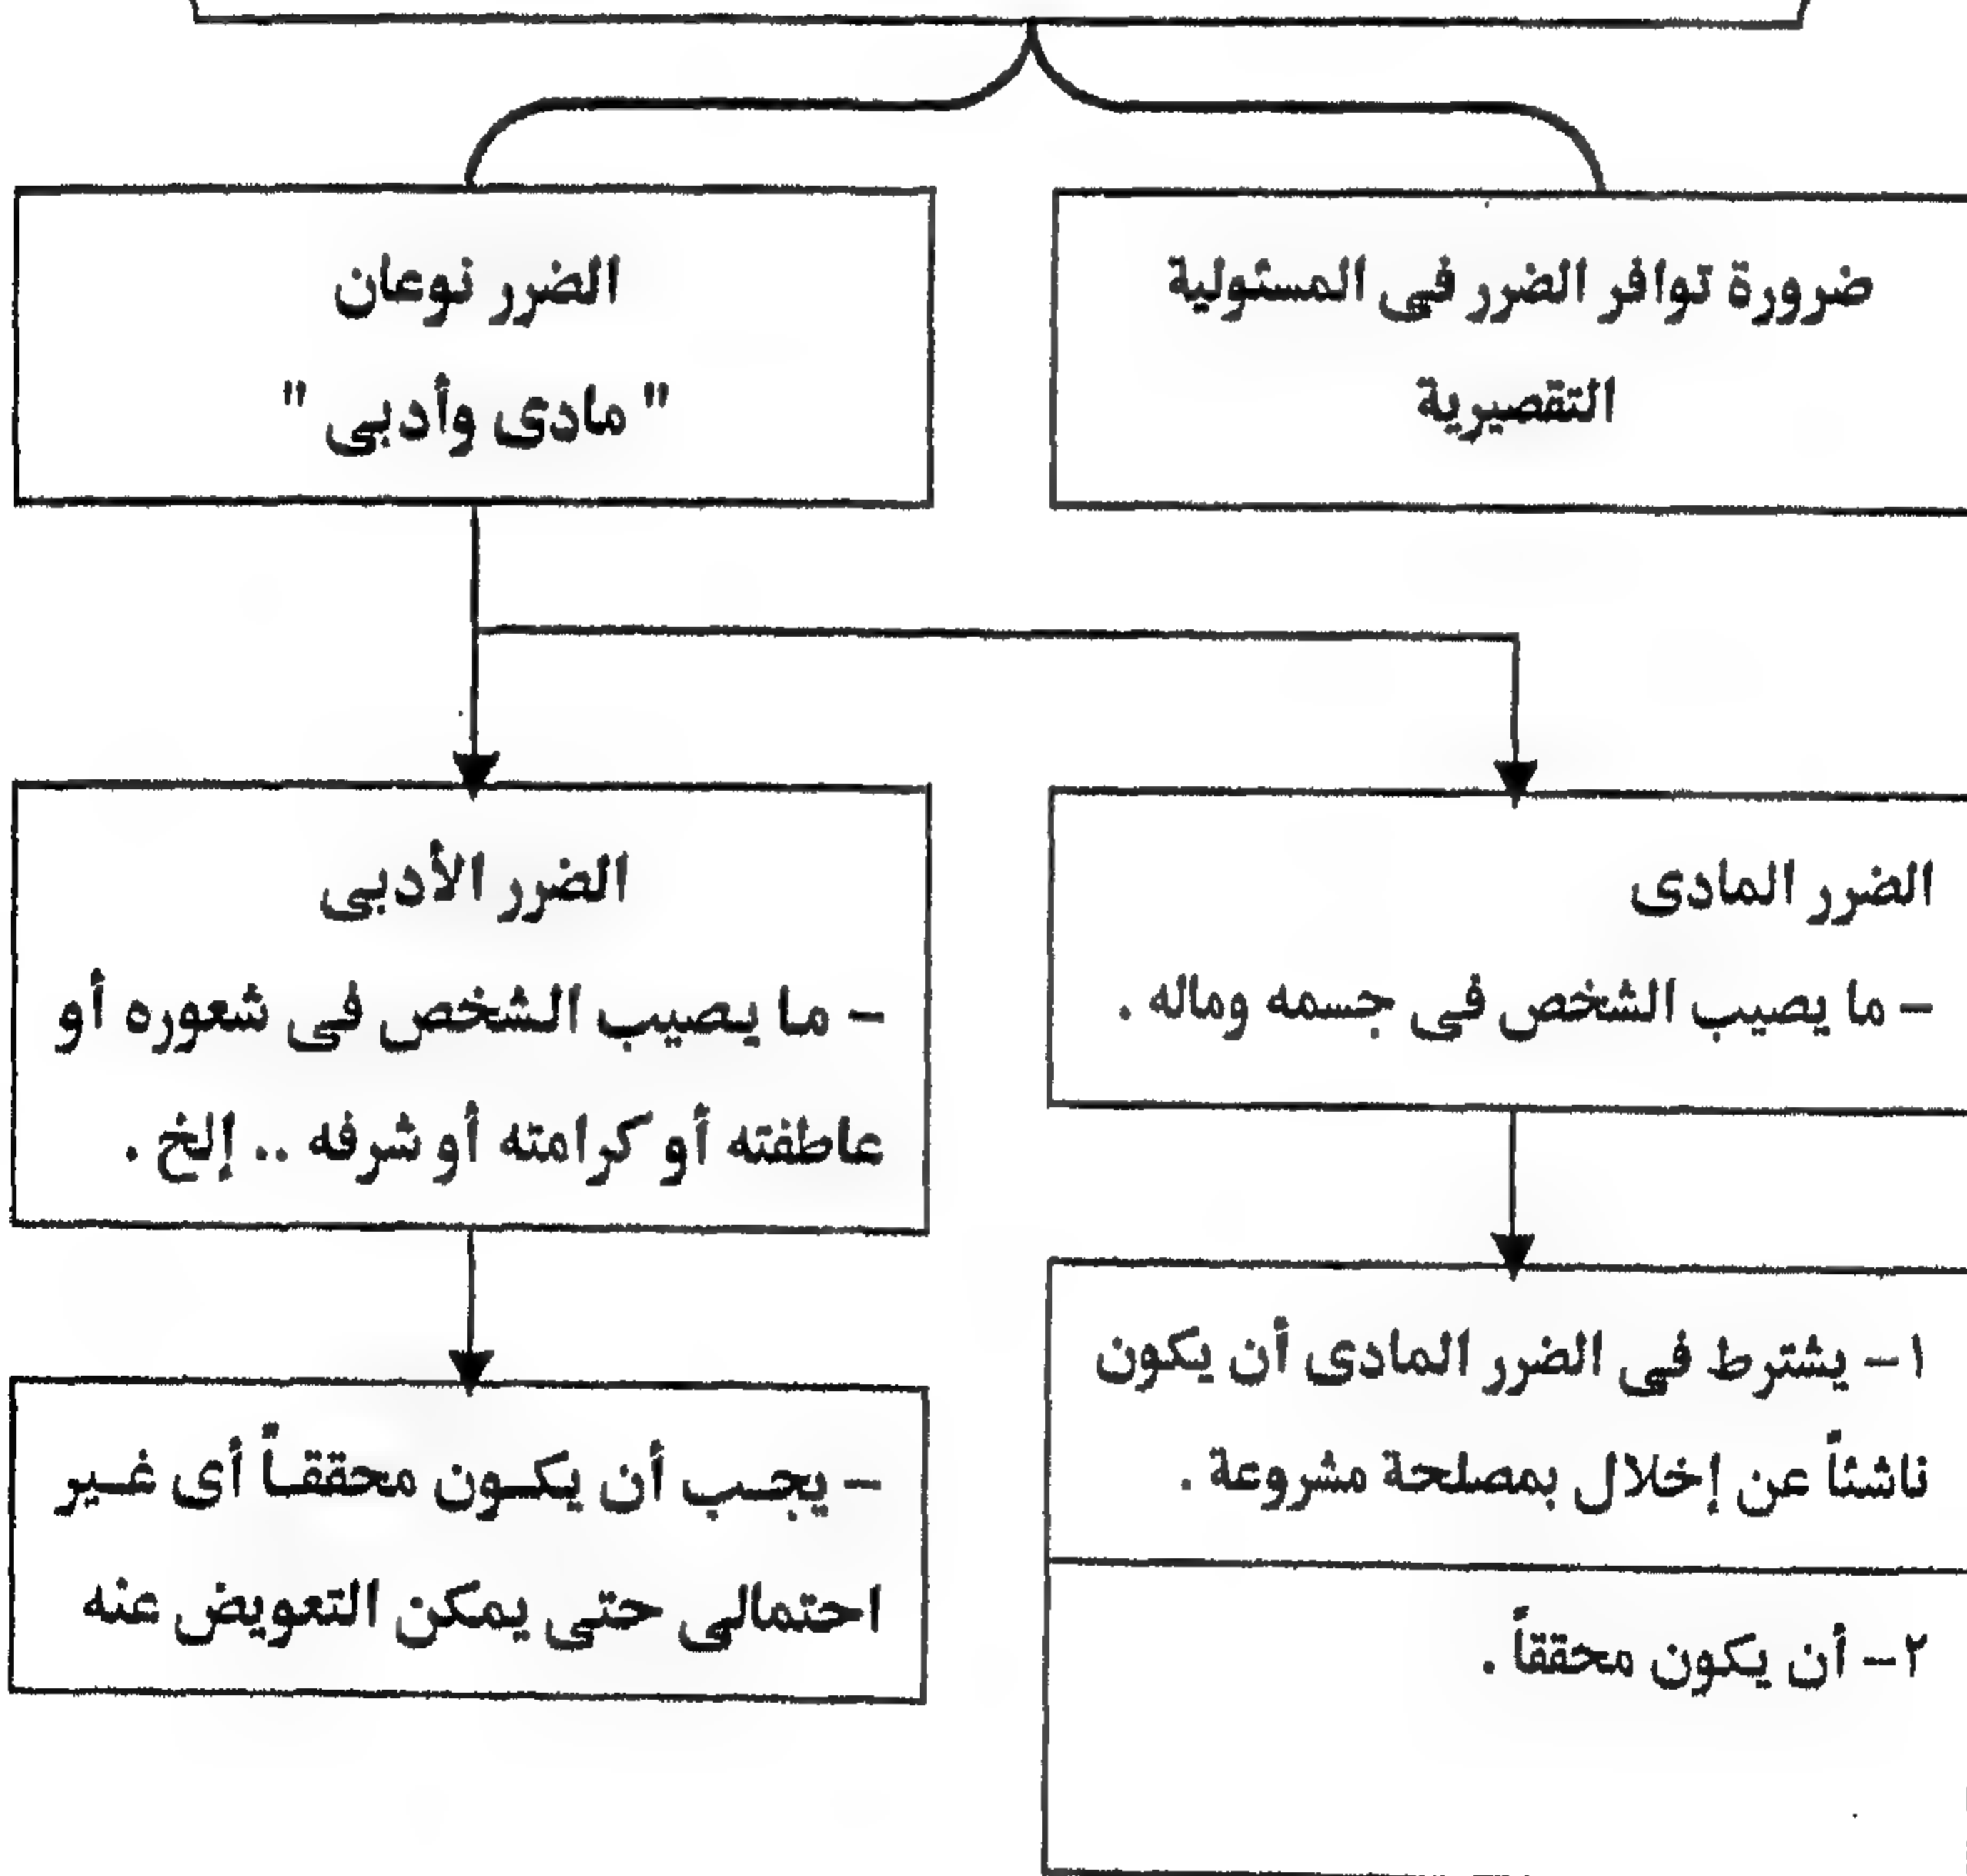 ضرورة توافر الضرر فى المسئولية
التقصيرية
الضرر نوعان
" مادى وأدبى "
الضرر المادى
– ما يصيب الشخص فى جسمه وماله .
١– يشترط فى الضرر المادى أن يكون
ناشئاً عن إخلال بمصلحة مشروعة .
٢– أن يكون محققاً .
الضرر الأدبى
– ما يصيب الشخص فى شعوره أو
عاطفته أو كرامته أو شرفه .. إلخ .
– يجب أن يكون محققاً أى غير
احتمالى حتى يمكن التعويض عنه